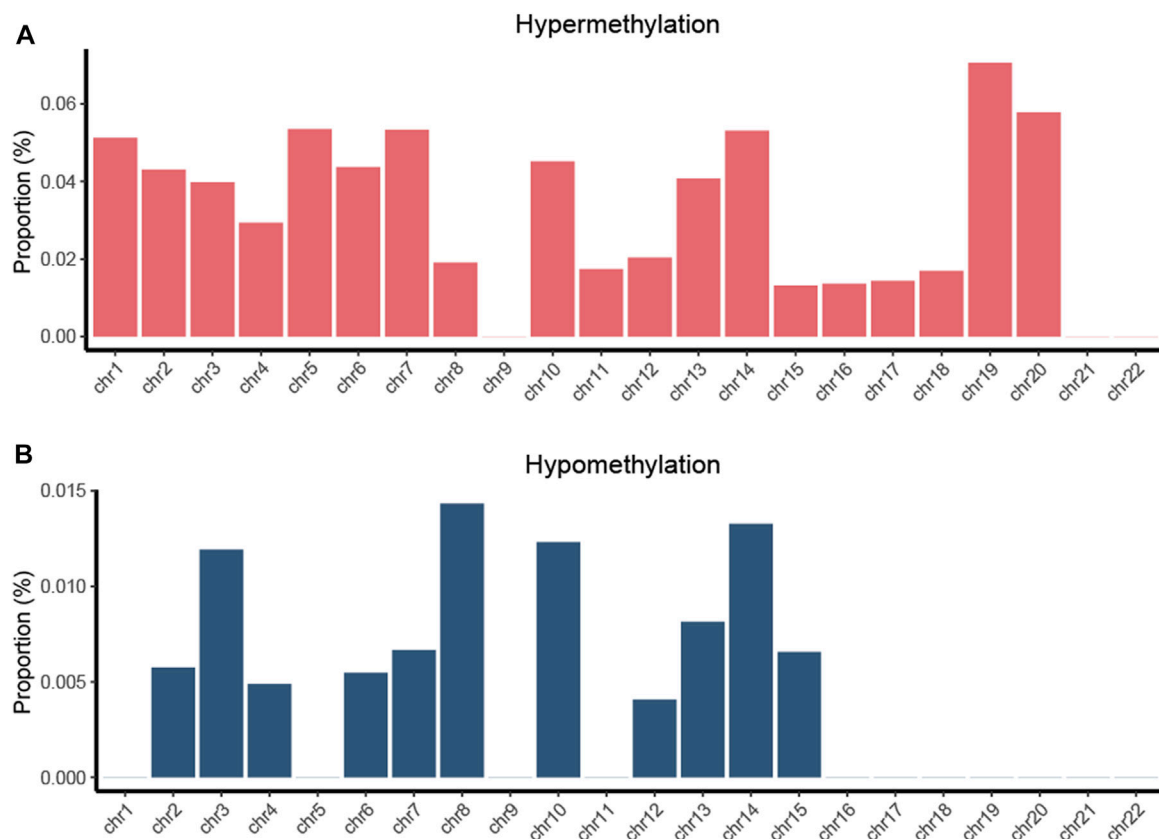 A
Hypermethylation
Proportion (%)
0.06
0.04
0.02
0.00
chr1 chr2 chr3 chr4 chr5 chr6 chr7 chr8 chr9 chr10 chr11 chr12 chr13 chr14 chr15 chr16 chr17 chr18 chr19 chr20 chr21 chr22
B
Hypomethylation
Proportion (%)
0.015
0.010
0.005
0.000
chr1 chr2 chr3 chr4 chr5 chr6 chr7 chr8 chr9 chr10 chr11 chr12 chr13 chr14 chr15 chr16 chr17 chr18 chr19 chr20 chr21 chr22